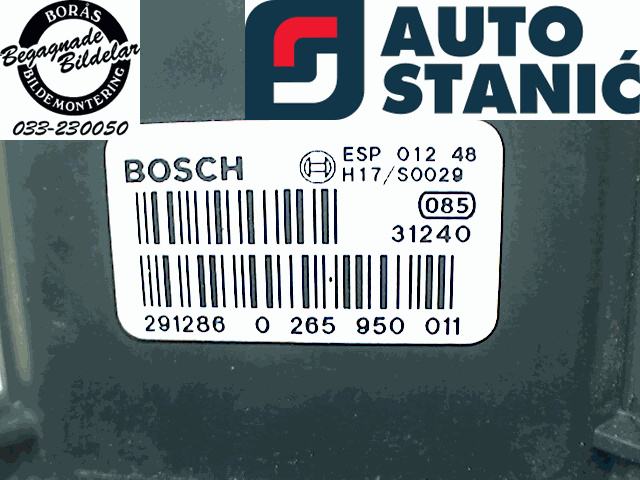 BORÅS
Begagnade
Bildelar
BILDEMONTERING
033-230050
AUTO
STANIĆ
BOSCH
ESP 012 48
H17/S0029
085
31240
291286 0 265 950 011